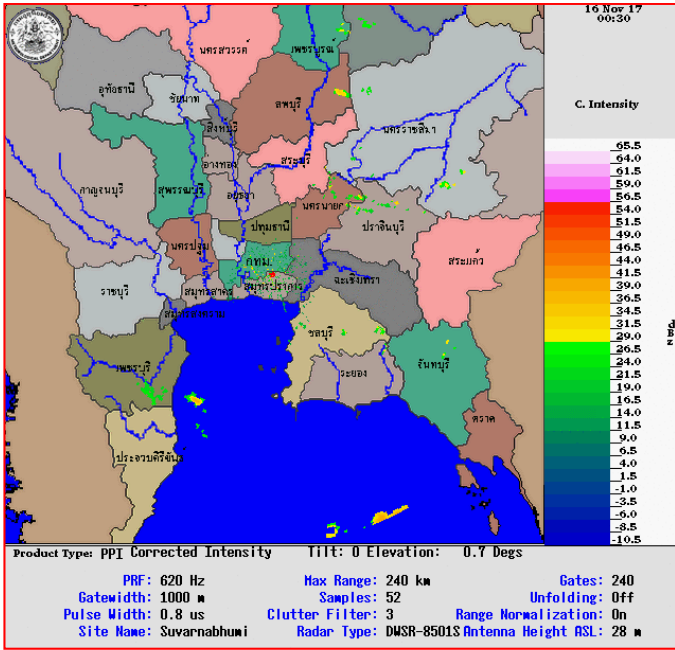 16 Nov 17
00:30
C. Intensity
65.5
64.0
61.5
59.0
56.5
54.0
51.5
49.0
46.5
44.0
41.5
39.0
36.5
34.0
31.5
29.0
26.5
24.0
21.5
19.0
16.5
14.0
11.5
9.0
6.5
4.0
1.5
-1.0
-3.5
-6.0
-8.5
-10.5
นครสวรรค์
เพชรบูรณ์
อุทัยธานี
ชัยนาท
ลพบุรี
สิงห์บุรี
นครราชสีมา
อ่างทอง
สระบุรี
กาญจนบุรี
สุพรรณบุรี
อยุธยา
นครนายก
ปราจีนบุรี
ปทุมธานี
นครปฐม
กทม.
สระแก้ว
ราชบุรี
สมุทรสาคร
สมุทรปราการ
ฉะเชิงเทรา
สมุทรสงคราม
ชลบุรี
เพชรบุรี
ระยอง
จันทบุรี
ตราด
ประจวบคีรีขันธ์
Product Type: PPI Corrected Intensity Tilt: 0 Elevation: 0.7 Degs
PRF: 620 Hz Max Range: 240 km Gates: 240
Gatewidth: 1000 m Samples: 52 Unfolding: Off
Pulse Width: 0.8 us Clutter Filter: 3 Range Normalization: On
Site Name: Suvarnabhumi Radar Type: DWSR-8501S Antenna Height ASL: 28 m